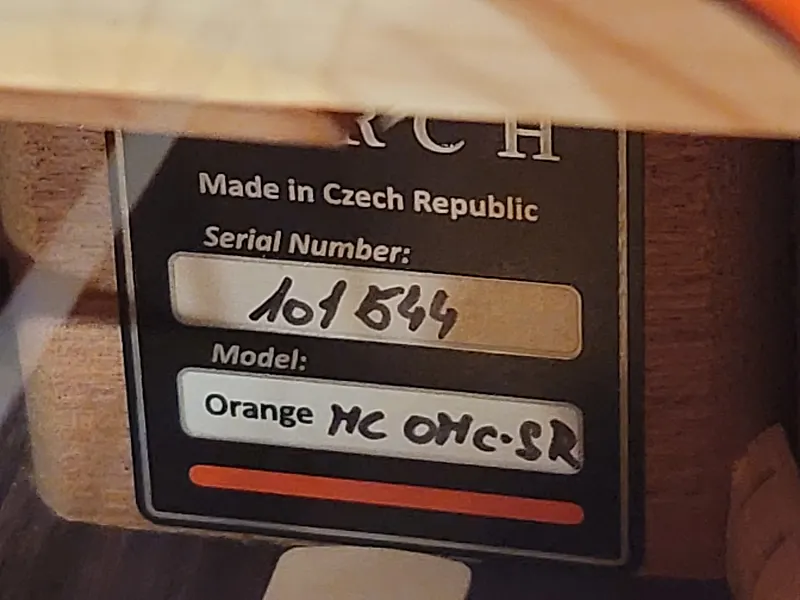 RCH
Made in Czech Republic
Serial Number:
101544
Model:
Orange MC OMc-SR